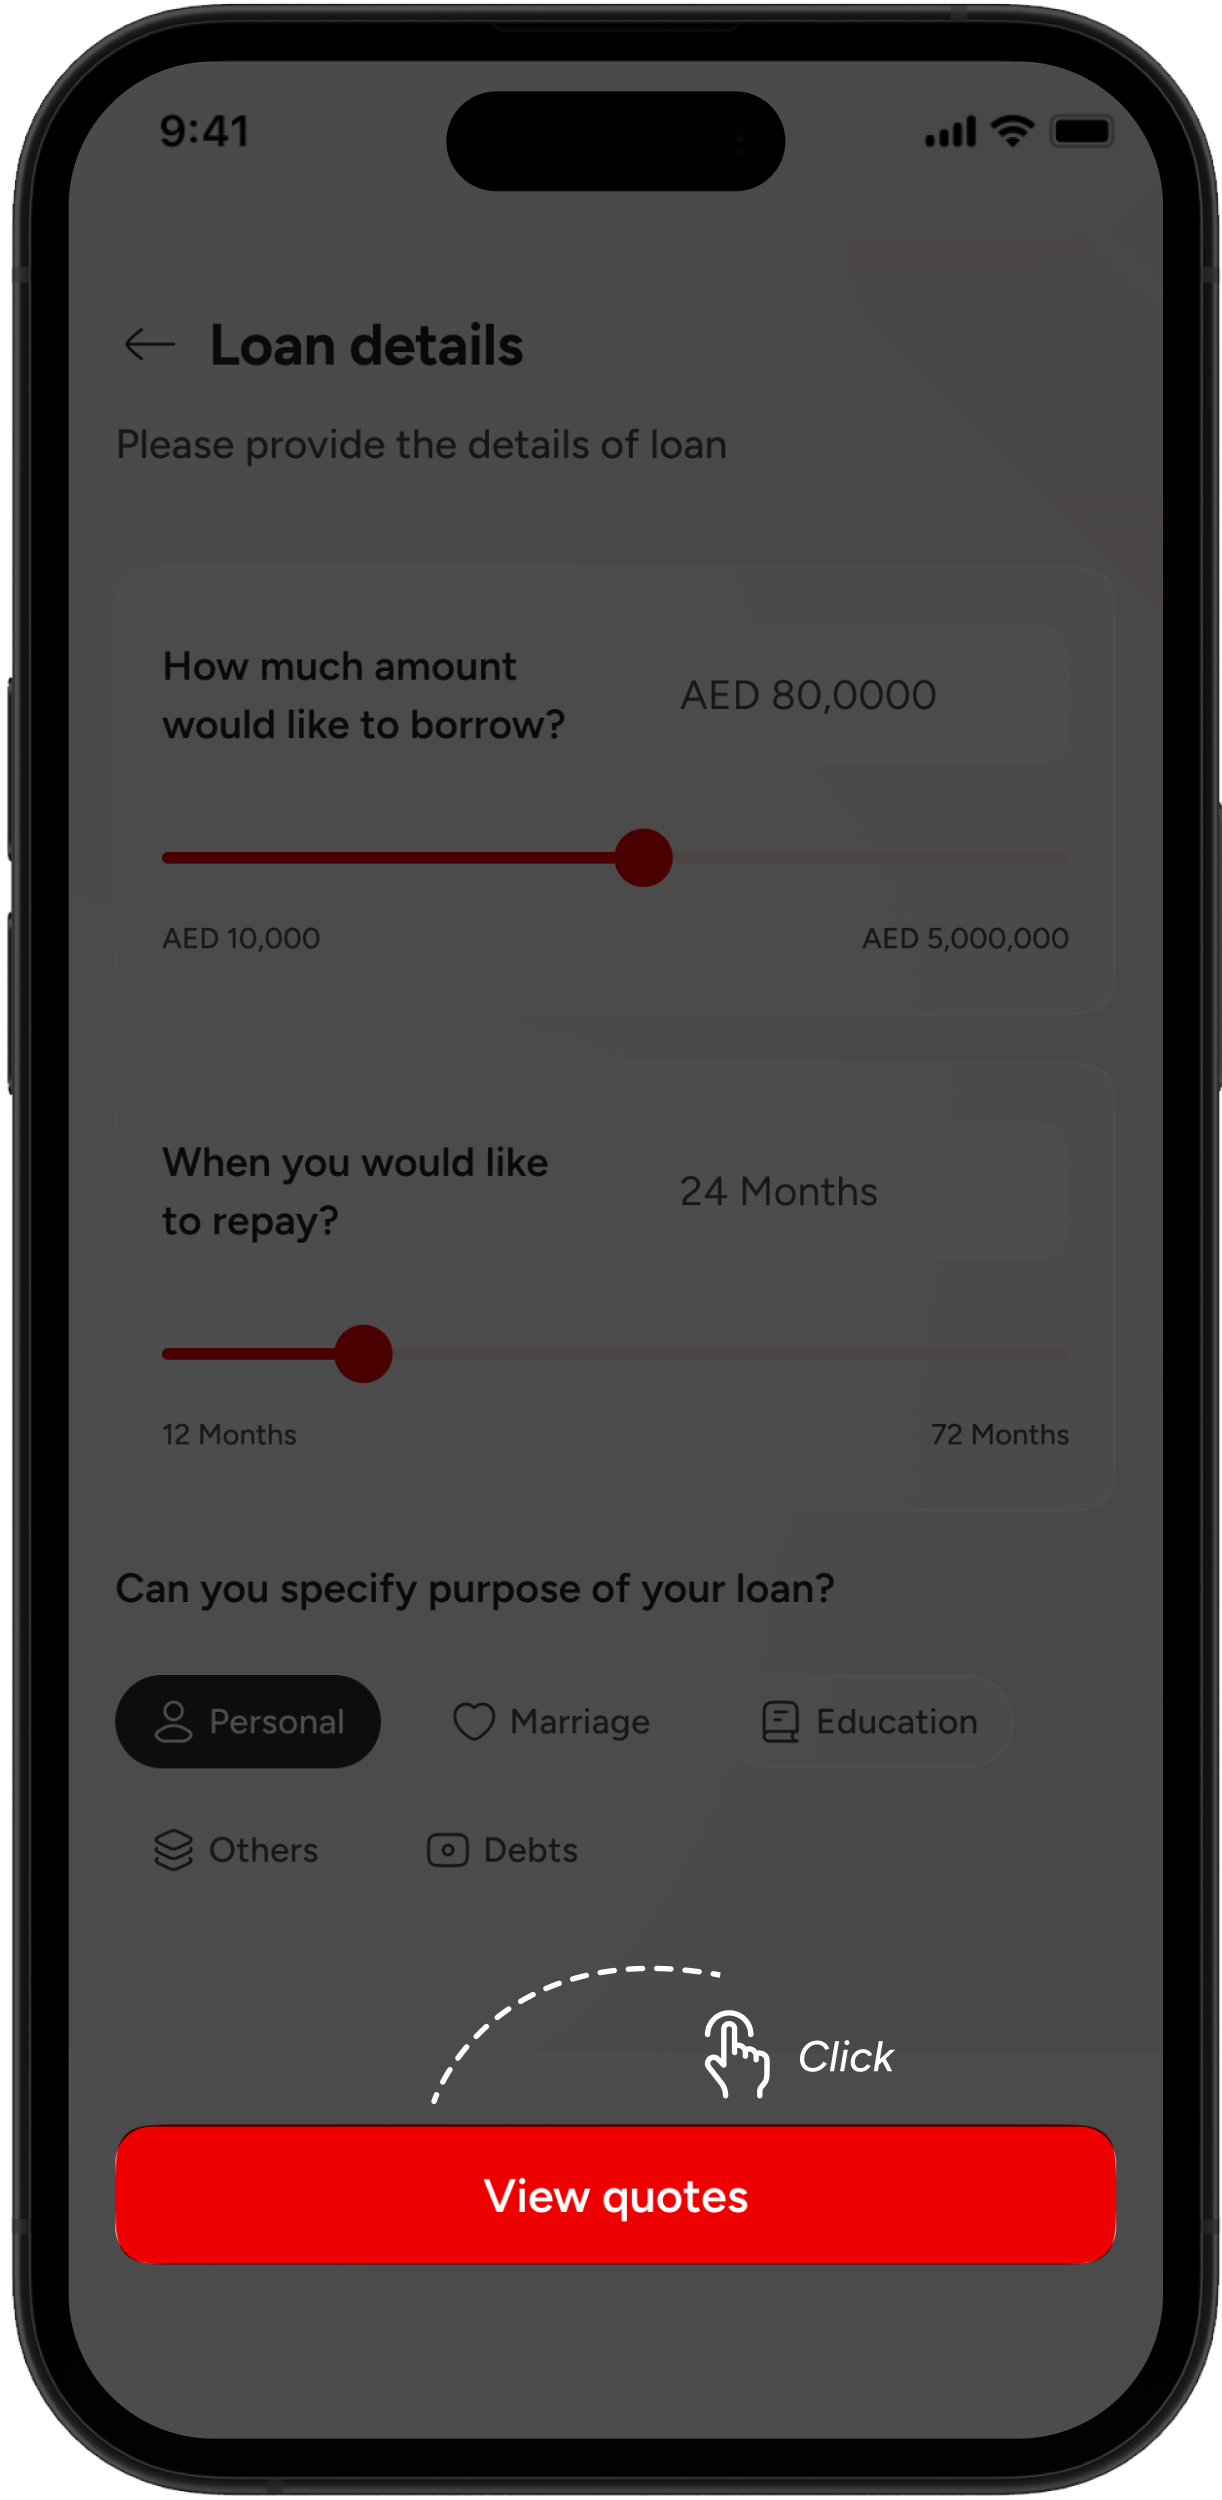 9:41
Loan details
Please provide the details of loan
How much amount
would like to borrow?
AED 80,0000
AED 10,000
AED 5,000,000
When you would like
to repay?
24 Months
12 Months
72 Months
Can you specify purpose of your loan?
Personal
Marriage
Education
Others
Debts
Click
View quotes